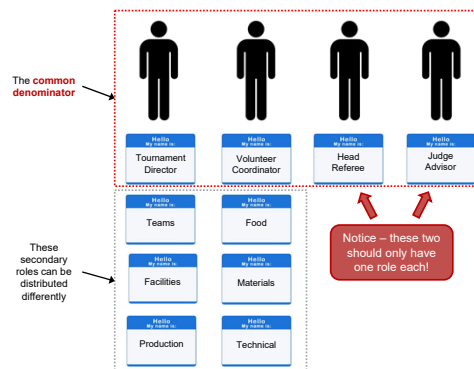 The common
denominator
Hello
My name is:
Tournament
Director
Hello
My name is:
Volunteer
Coordinator
Hello
My name is:
Head
Referee
Hello
My name is:
Judge
Advisor
These
secondary
roles can be
distributed
differently
Hello
My name is:
Teams
Hello
My name is:
Food
Notice – these two
should only have
one role each!
Hello
My name is:
Facilities
Hello
My name is:
Materials
Hello
My name is:
Production
Hello
My name is:
Technical